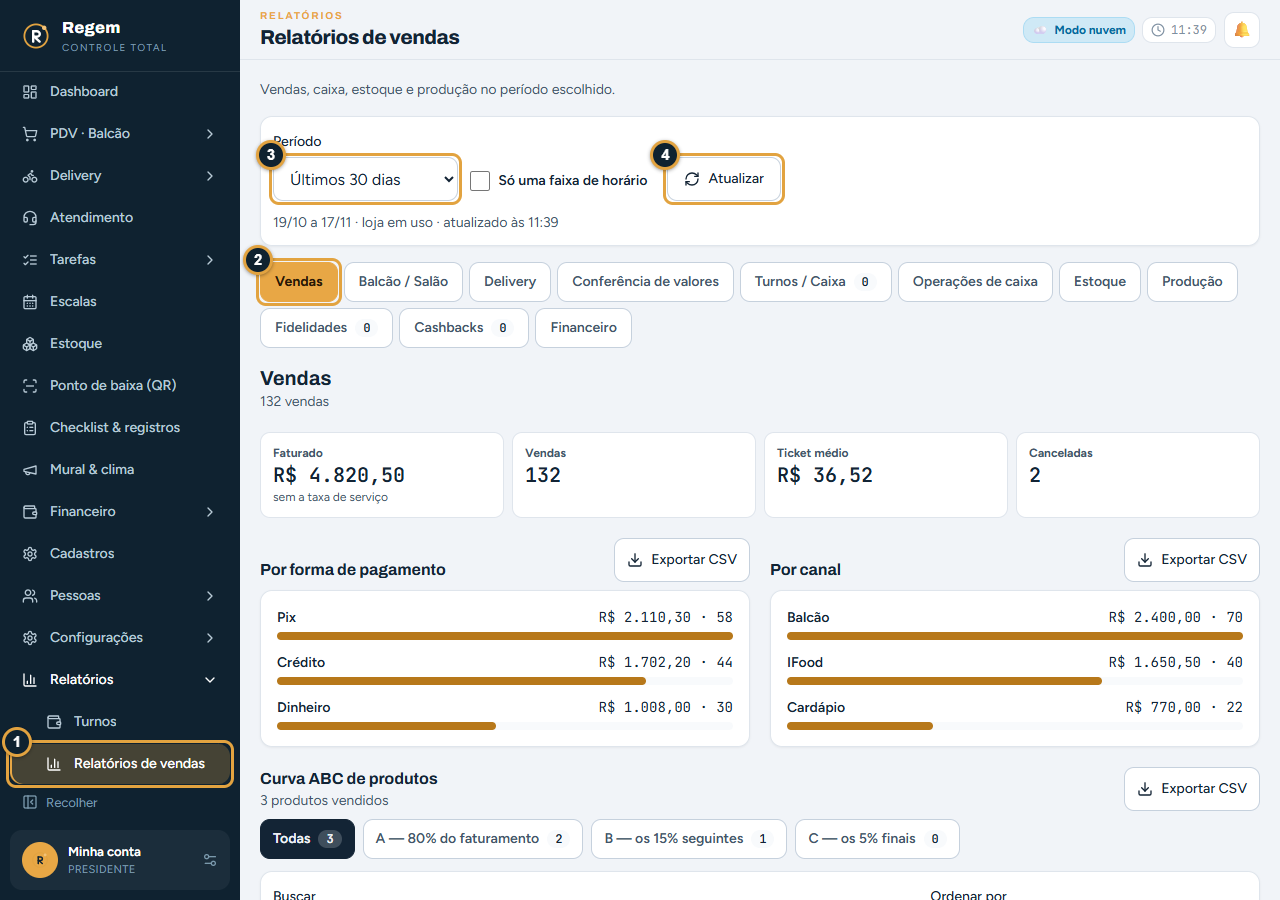 Regem
CONTROLE TOTAL
Dashboard
PDV · Balcão
Delivery
Atendimento
Tarefas
Escalas
Estoque
Ponto de baixa (QR)
Checklist & registros
Mural & clima
Financeiro
Cadastros
Pessoas
Configurações
Relatórios
Turnos
1
Relatórios de vendas
Recolher
R
Minha conta
PRESIDENTE
RELATÓRIOS
Relatórios de vendas
Modo nuvem
11:39
Vendas, caixa, estoque e produção no período escolhido.
Período
3
Últimos 30 dias
Só uma faixa de horário
4
Atualizar
19/10 a 17/11 · loja em uso · atualizado às 11:39
2
Vendas
Balcão / Salão
Delivery
Conferência de valores
Turnos / Caixa 0
Operações de caixa
Estoque
Produção
Fidelidades 0
Cashbacks 0
Financeiro
Vendas
132 vendas
Faturado
R$ 4.820,50
sem a taxa de serviço
Vendas
132
Ticket médio
R$ 36,52
Canceladas
2
Por forma de pagamento
Exportar CSV
Pix R$ 2.110,30 · 58
Crédito R$ 1.702,20 · 44
Dinheiro R$ 1.008,00 · 30
Por canal
Exportar CSV
Balcão R$ 2.400,00 · 70
IFood R$ 1.650,50 · 40
Cardápio R$ 770,00 · 22
Curva ABC de produtos
3 produtos vendidos
Exportar CSV
Todas 3
A — 80% do faturamento 2
B — os 15% seguintes 1
C — os 5% finais 0
Buscar
Ordenar por